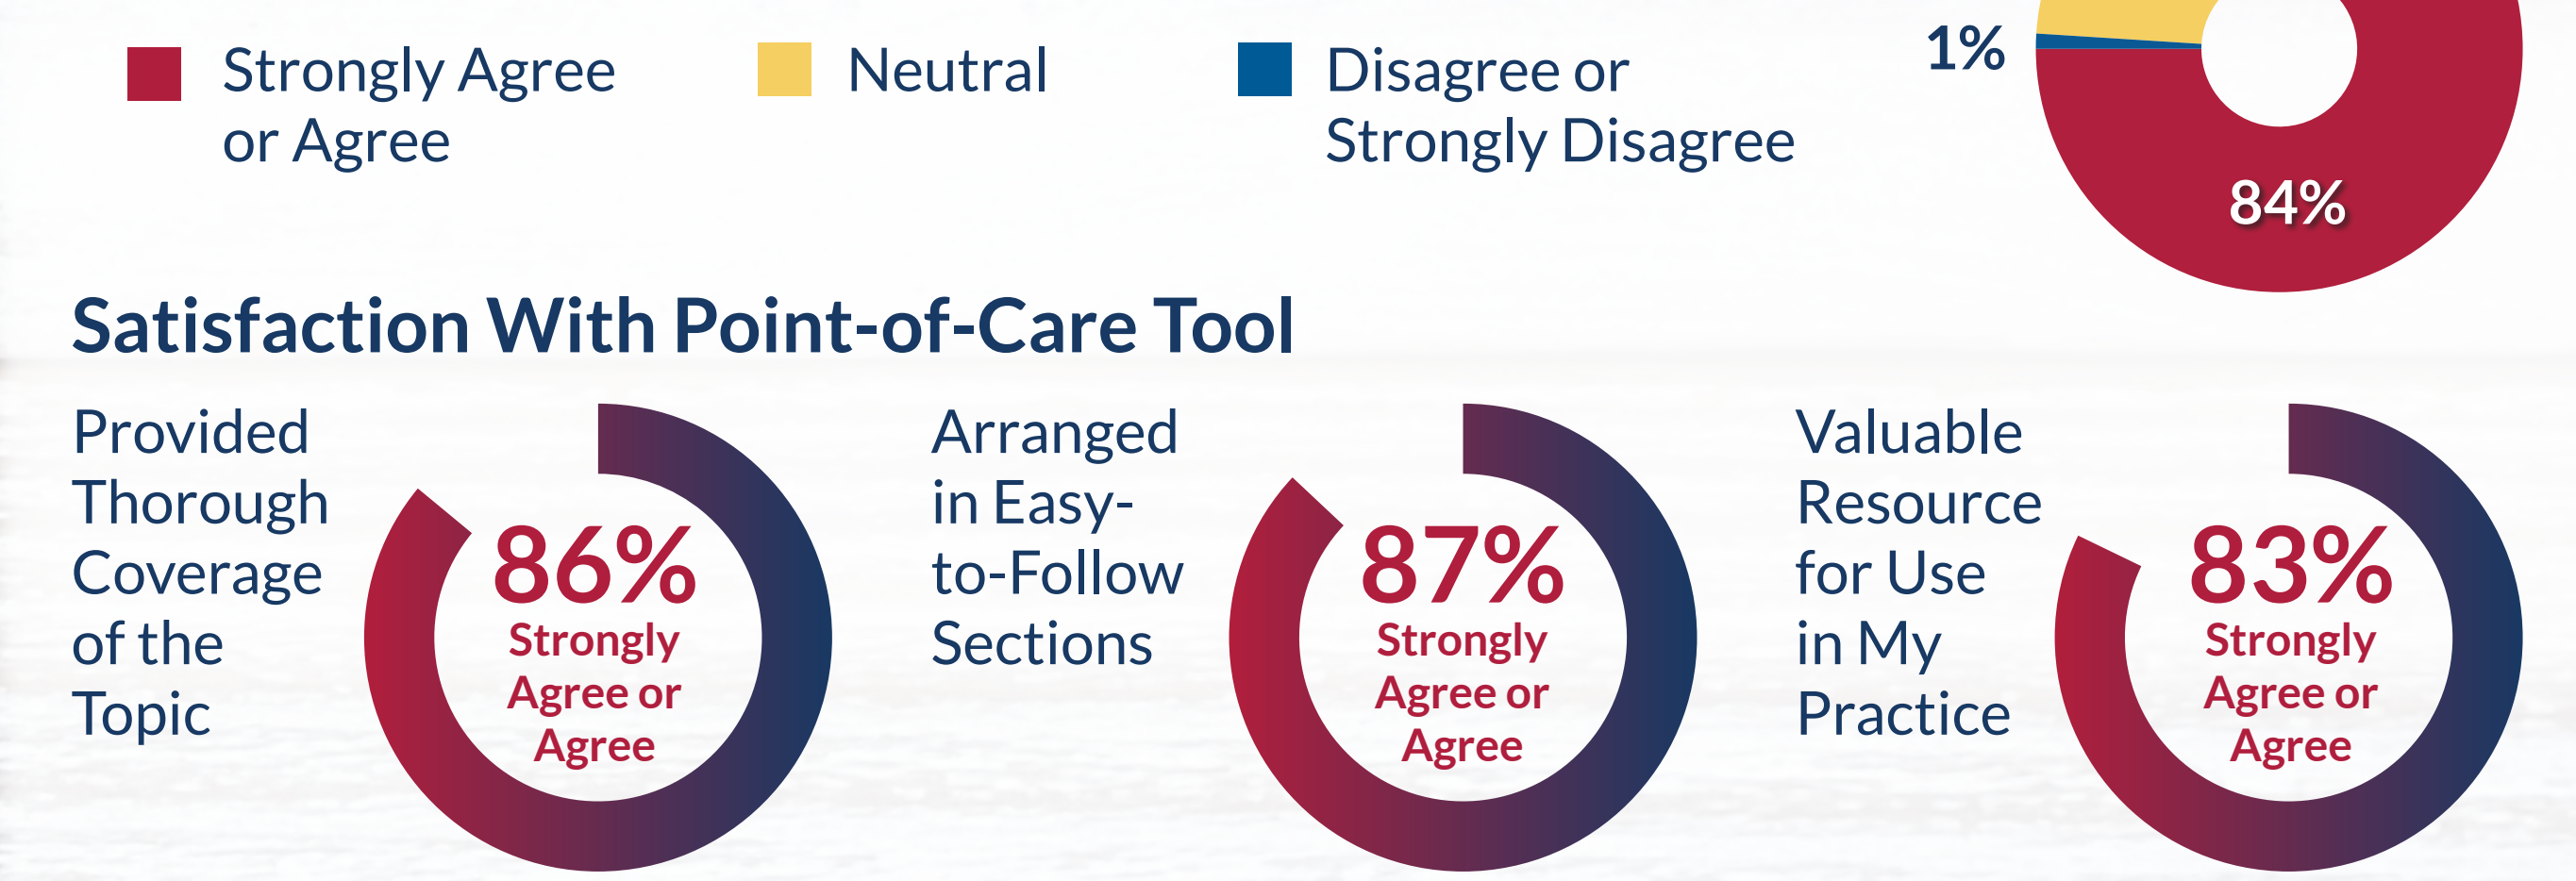 Strongly Agree
or Agree
Neutral
Disagree or
Strongly Disagree
1%
84%
Satisfaction With Point-of-Care Tool
Provided
Thorough
Coverage
of the
Topic
86%
Strongly
Agree or
Agree
Arranged
in Easy-
to-Follow
Sections
87%
Strongly
Agree or
Agree
Valuable
Resource
for Use
in My
Practice
83%
Strongly
Agree or
Agree